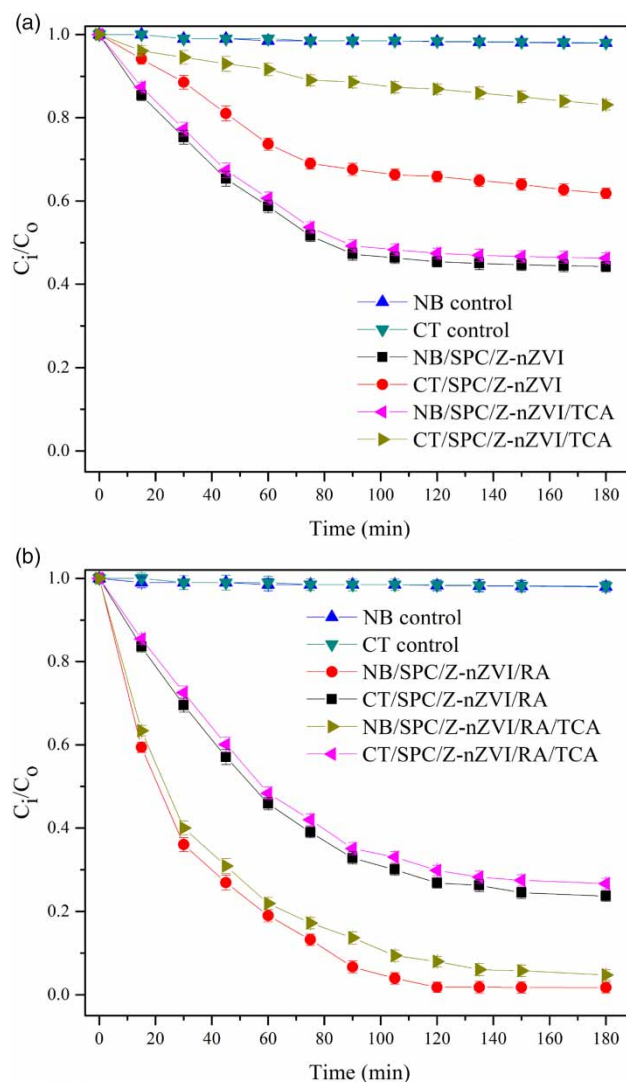 (a)
1.0
0.8
0.6
0.4
0.2
0.0
Ci/Co
NB control
CT control
NB/SPC/Z-nZVI
CT/SPC/Z-nZVI
NB/SPC/Z-nZVI/TCA
CT/SPC/Z-nZVI/TCA
0 20 40 60 80 100 120 140 160 180
Time (min)
(b)
1.0
0.8
0.6
0.4
0.2
0.0
Ci/Co
NB control
CT control
NB/SPC/Z-nZVI/RA
CT/SPC/Z-nZVI/RA
NB/SPC/Z-nZVI/RA/TCA
CT/SPC/Z-nZVI/RA/TCA
0 20 40 60 80 100 120 140 160 180
Time (min)